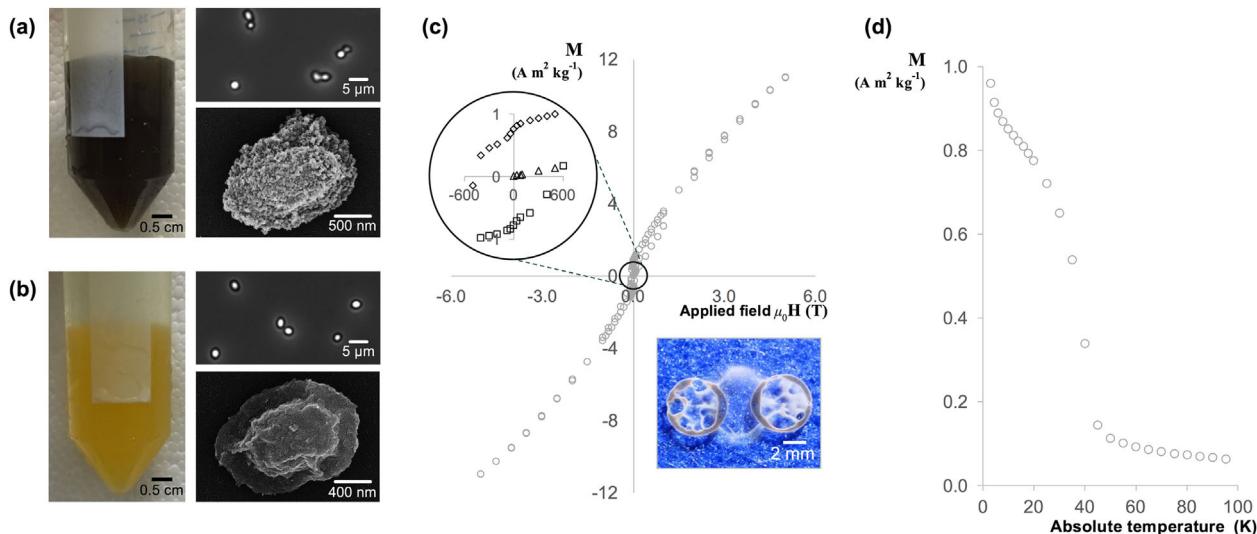 (a)
5 µm
500 nm
0.5 cm
(b)
5 µm
400 nm
0.5 cm
(c)
M
(A m² kg⁻¹)
12
8
4
0
-4
-8
-12
-6.0
-3.0
0.0
3.0
6.0
Applied field μ₀H (T)
1
0
-600
0
600
-1
2 mm
(d)
M
(A m² kg⁻¹)
1.0
0.8
0.6
0.4
0.2
0.0
0
20
40
60
80
100
Absolute temperature (K)